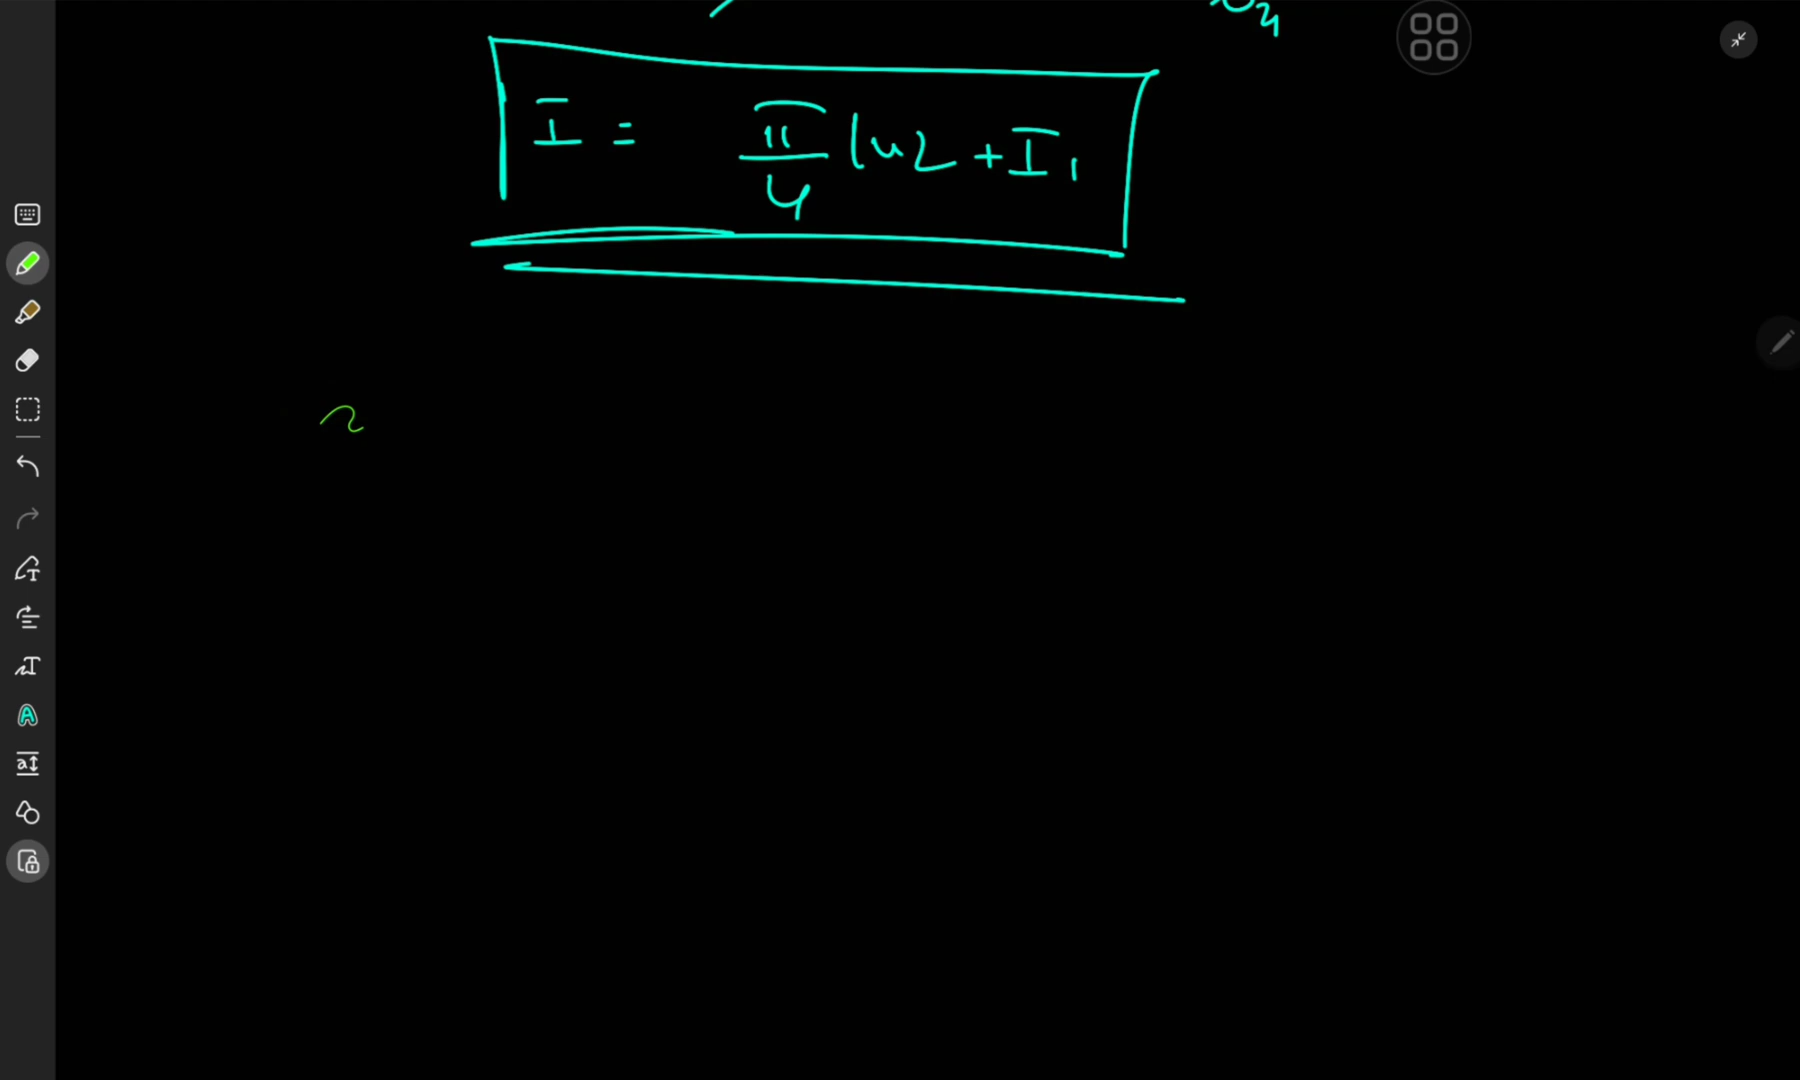 I = π/4 ln2 + I₁